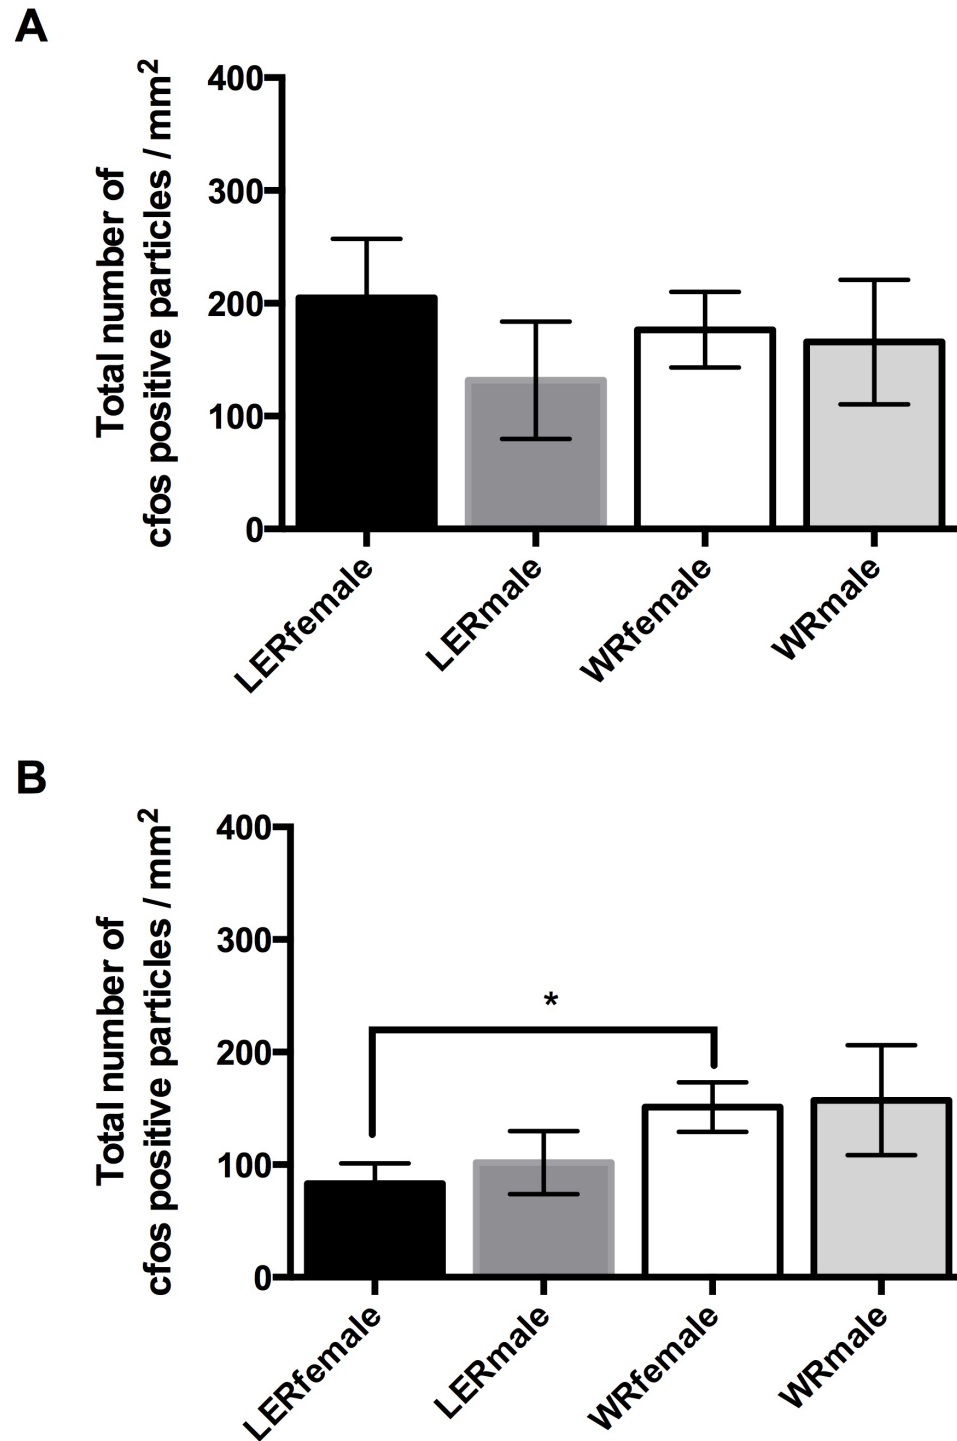 A
Total number of
cfos positive particles / mm²
400
300
200
100
0
LERfemale
LERmale
WRfemale
WRmale
B
Total number of
cfos positive particles / mm²
400
300
200
100
0
*
LERfemale
LERmale
WRfemale
WRmale